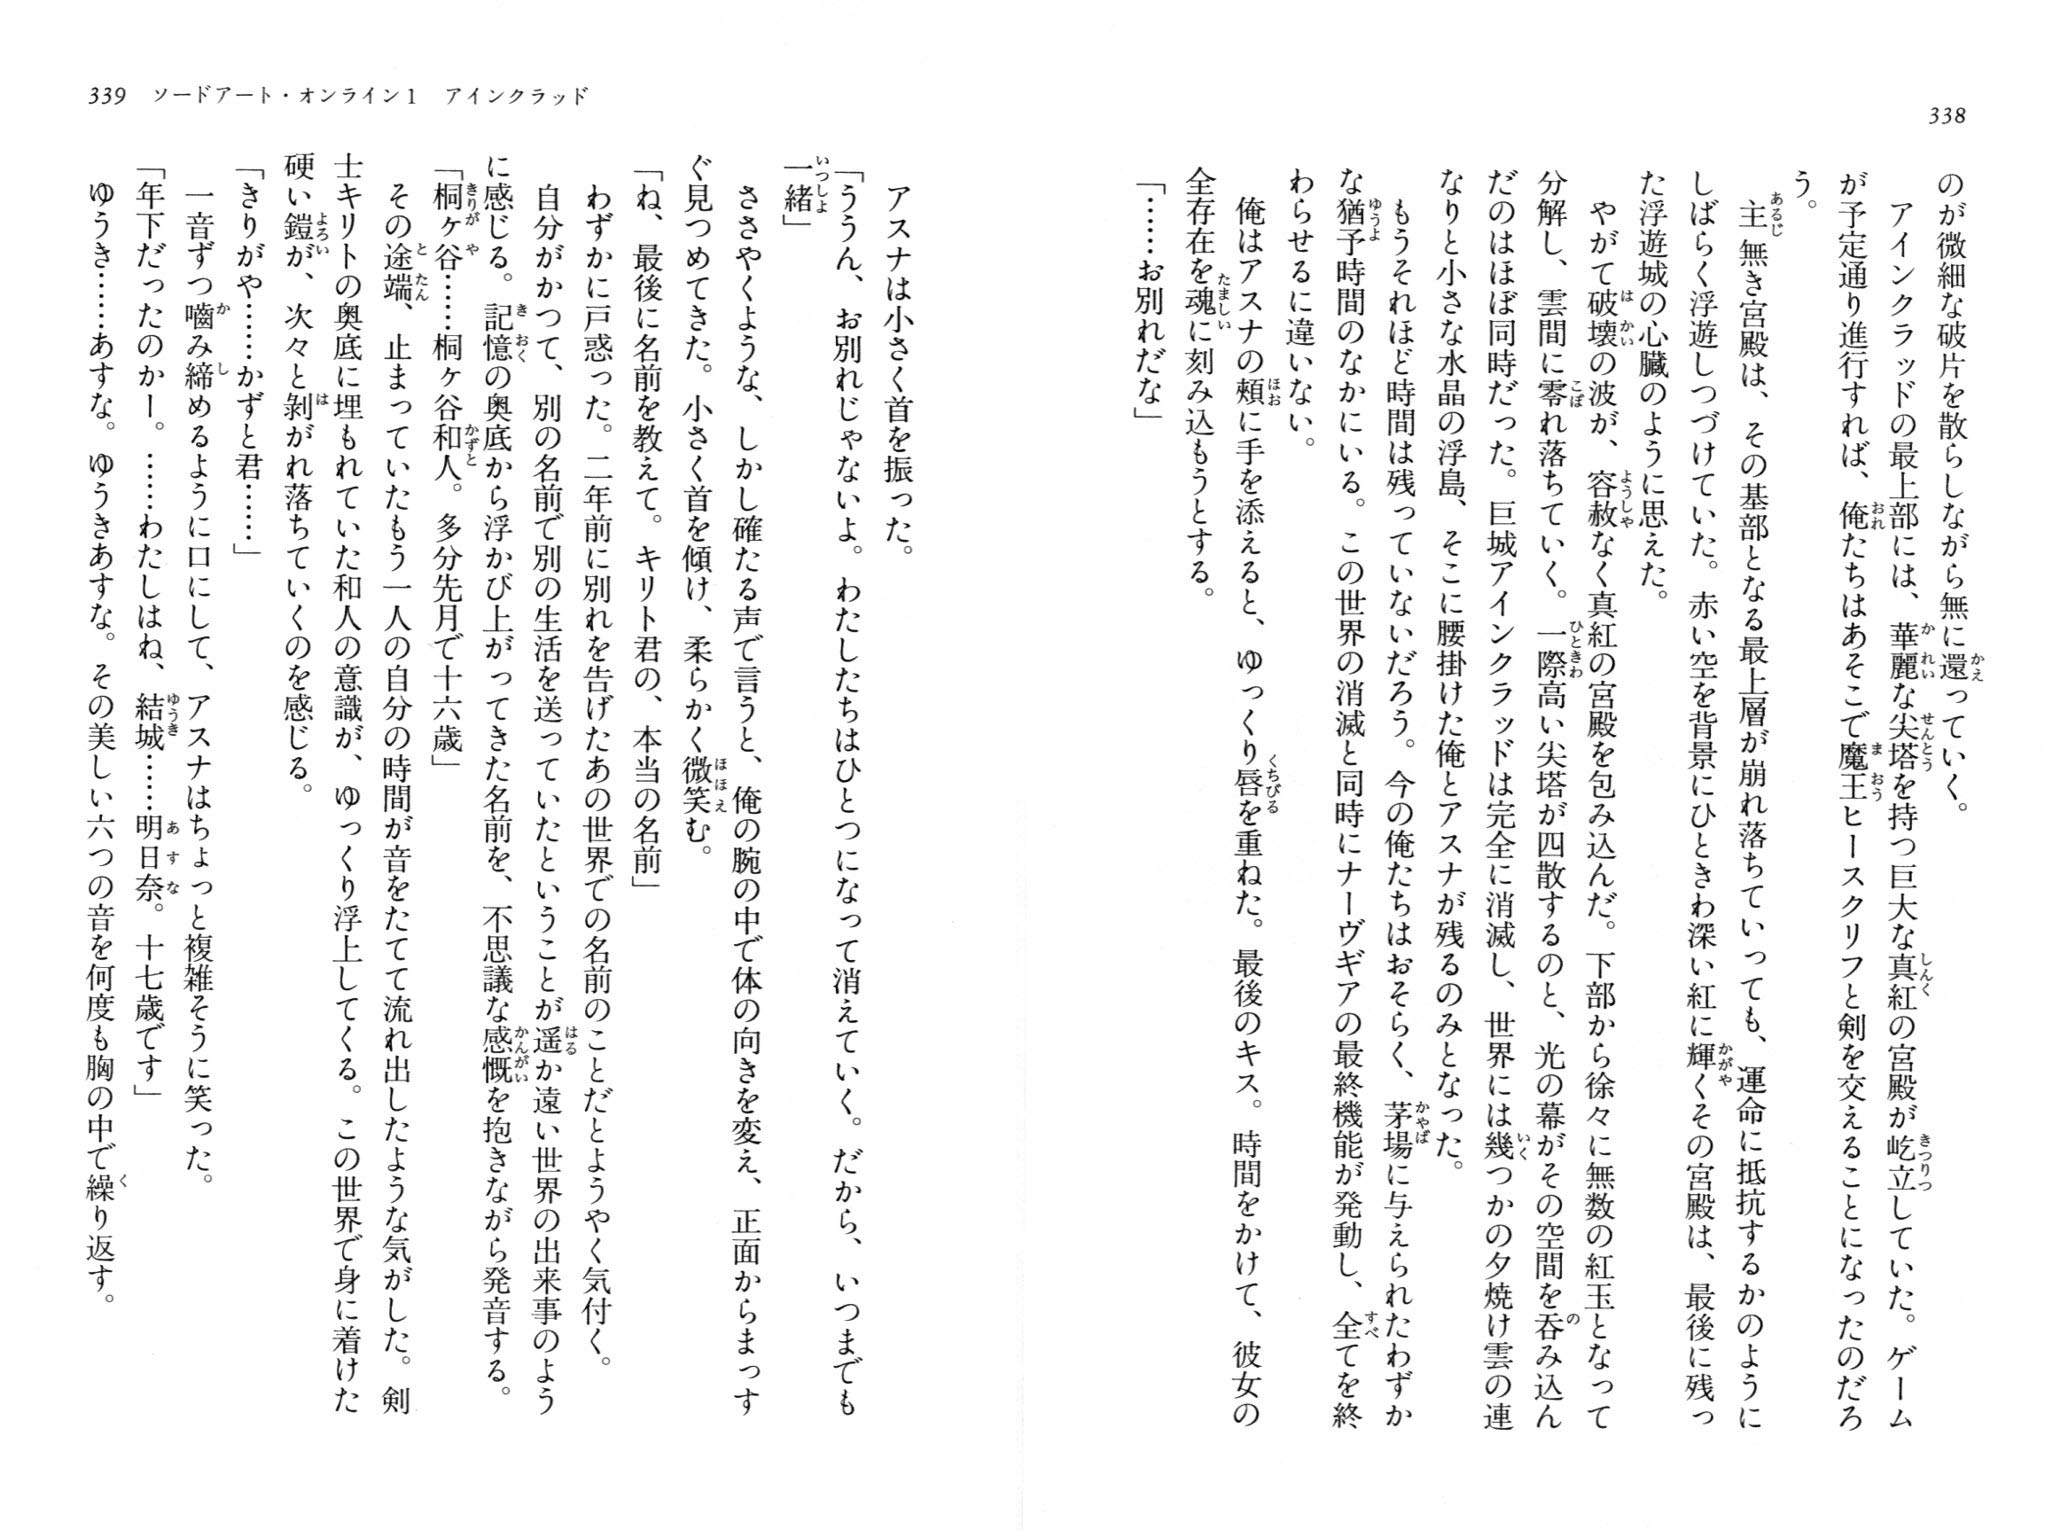 338
のが微細な破片を散らしながら無に還っていく。
アインクラッドの最上部には、華麗な尖塔を持つ巨大な真紅の宮殿が屹立していた。ゲーム
が予定通り進行すれば、俺たちはあそこで魔王ヒースクリフと剣を交えることになったのだろ
う。
主無き宮殿は、その基部となる最上層が崩れ落ちていっても、運命に抵抗するかのように
しばらく浮遊しつづけていた。赤い空を背景にひときわ深い紅に輝くその宮殿は、最後に残っ
た浮遊城の心臓のように思えた。
やがて破壊の波が、容赦なく真紅の宮殿を包み込んだ。下部から徐々に無数の紅玉となって
分解し、雲間に零れ落ちていく。一際高い尖塔が四散するのと、光の幕がその空間を呑み込ん
だのはほぼ同時だった。巨城アインクラッドは完全に消滅し、世界には幾つかの夕焼け雲の連
なりと小さな水晶の浮島、そこに腰掛けた俺とアスナが残るのみとなった。
もうそれほど時間は残っていないだろう。今の俺たちはおそらく、茅場に与えられたわずか
な猶予時間のなかにいる。この世界の消滅と同時にナーヴギアの最終機能が発動し、全てを終
わらせるに違いない。
俺はアスナの頬に手を添えると、ゆっくり唇を重ねた。最後のキス。時間をかけて、彼女の
全存在を魂に刻み込もうとする。
「……お別れだな」
339 ソードアート・オンライン1 アインクラッド
アスナは小さく首を振った。
「ううん、お別れじゃないよ。わたしたちはひとつになって消えていく。だから、いつまでも
一緒」
ささやくような、しかし確たる声で言うと、俺の腕の中で体の向きを変え、正面からまっす
ぐ見つめてきた。小さく首を傾け、柔らかく微笑む。
「ね、最後に名前を教えて。キリト君の、本当の名前」
わずかに戸惑った。二年前に別れを告げたあの世界での名前のことだとようやく気付く。
自分がかつて、別の名前で別の生活を送っていたということが遥か遠い世界の出来事のよう
に感じる。記憶の奥底から浮かび上がってきた名前を、不思議な感慨を抱きながら発音する。
「桐ヶ谷……桐ヶ谷和人。多分先月で十六歳」
その途端、止まっていたもう一人の自分の時間が音をたてて流れ出したような気がした。剣
士キリトの奥底に埋もれていた和人の意識が、ゆっくり浮上してくる。この世界で身に着けた
硬い鎧が、次々と剥がれ落ちていくのを感じる。
「きりがや……かずと君……」
一音ずつ噛み締めるように口にして、アスナはちょっと複雑そうに笑った。
「年下だったのかー。……わたしはね、結城……明日奈。十七歳です」
ゆうき……あすな。ゆうきあすな。その美しい六つの音を何度も胸の中で繰り返す。